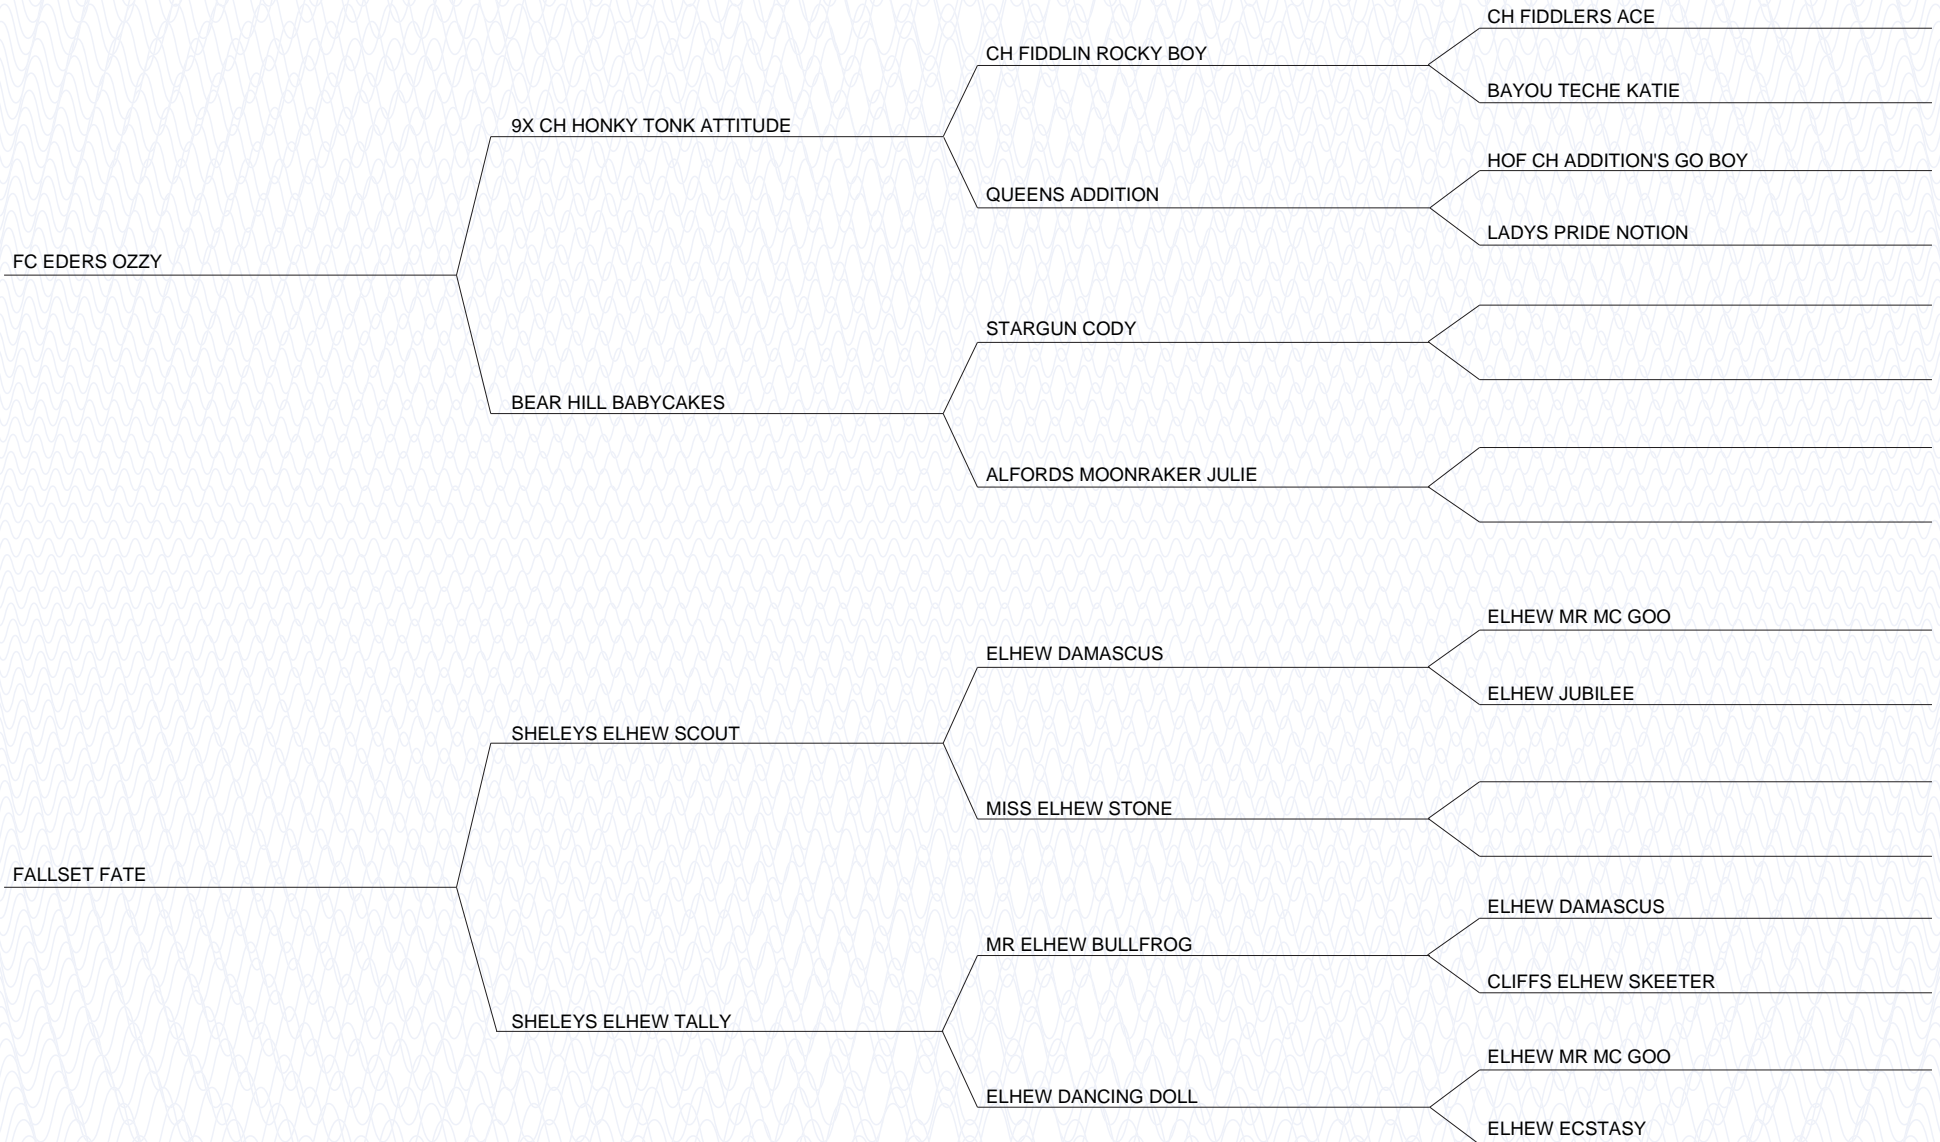 CH FIDDLERS ACE
CH FIDDLIN ROCKY BOY
BAYOU TECHE KATIE
9X CH HONKY TONK ATTITUDE
HOF CH ADDITION'S GO BOY
QUEENS ADDITION
LADYS PRIDE NOTION
FC EDERS OZZY
STARGUN CODY
BEAR HILL BABYCAKES
ALFORDS MOONRAKER JULIE
ELHEW MR MC GOO
ELHEW DAMASCUS
ELHEW JUBILEE
SHELEYS ELHEW SCOUT
MISS ELHEW STONE
FALLSET FATE
ELHEW DAMASCUS
MR ELHEW BULLFROG
CLIFFS ELHEW SKEETER
SHELEYS ELHEW TALLY
ELHEW MR MC GOO
ELHEW DANCING DOLL
ELHEW ECSTASY